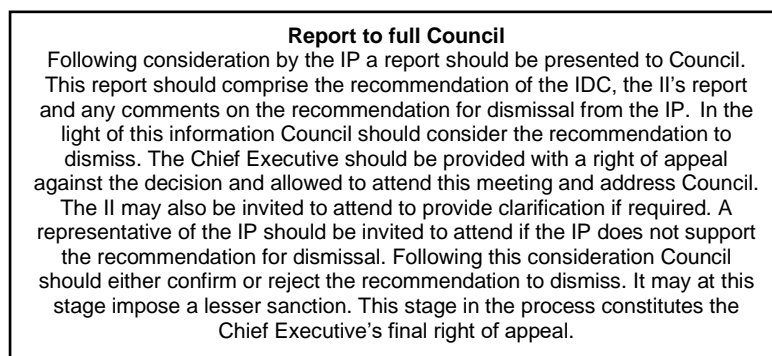 Report to full Council
Following consideration by the IP a report should be presented to Council.
This report should comprise the recommendation of the IDC, the II's report
and any comments on the recommendation for dismissal from the IP. In the
light of this information Council should consider the recommendation to
dismiss. The Chief Executive should be provided with a right of appeal
against the decision and allowed to attend this meeting and address Council.
The II may also be invited to attend to provide clarification if required. A
representative of the IP should be invited to attend if the IP does not support
the recommendation for dismissal. Following this consideration Council
should either confirm or reject the recommendation to dismiss. It may at this
stage impose a lesser sanction. This stage in the process constitutes the
Chief Executive's final right of appeal.